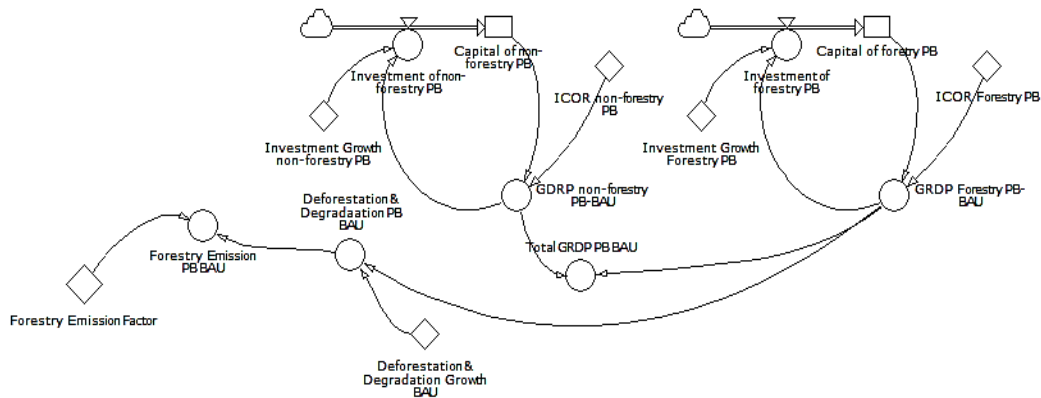 Capital of non-
forestry PB
Investment of non-
forestry PB
ICOR non-forestry
PB
Investment Growth
non-forestry PB
GDRP non-forestry
PB-BAU
Capital of foretry PB
Investment of
forestry PB
ICOR Forestry PB
Investment Growth
Forestry PB
GRDP Forestry PB-
BAU
Deforestation &
Degradaation PB
BAU
Total GRDP PB BAU
Forestry Emission
PB BAU
Forestry Emission Factor
Deforestation &
Degradation Growth
BAU